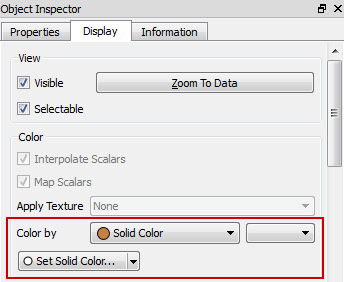 Object Inspector
Properties Display Information
View
Visible Zoom To Data
Selectable
Color
Interpolate Scalars
Map Scalars
Apply Texture None
Color by Solid Color
Set Solid Color...